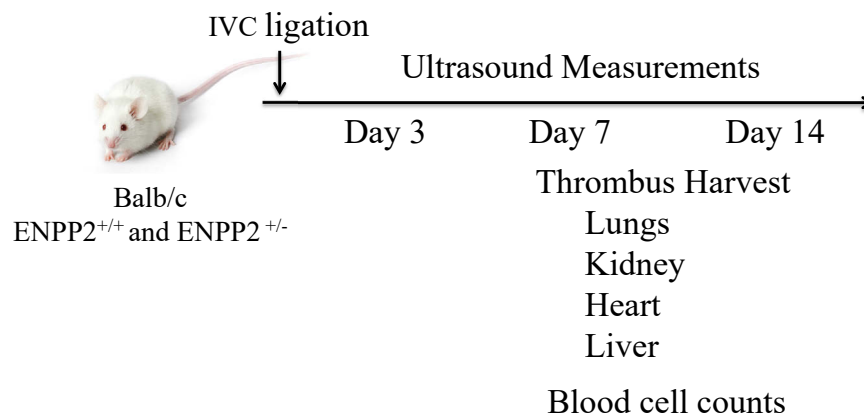 IVC ligation
Ultrasound Measurements
Day 3 Day 7 Day 14
Balb/c
ENPP2+/+ and ENPP2 +/-
Thrombus Harvest
Lungs
Kidney
Heart
Liver
Blood cell counts